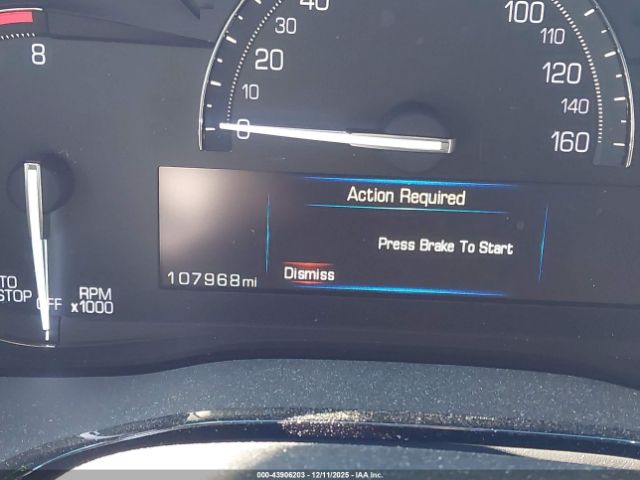 8
40
30
20
10
0
100
110
120
140
160
Action Required
Press Brake To Start
Dismiss
107968mi
STOP OFF
RPM
x1000
000-43906203 - 12/11/2025 - ©IAA Inc.